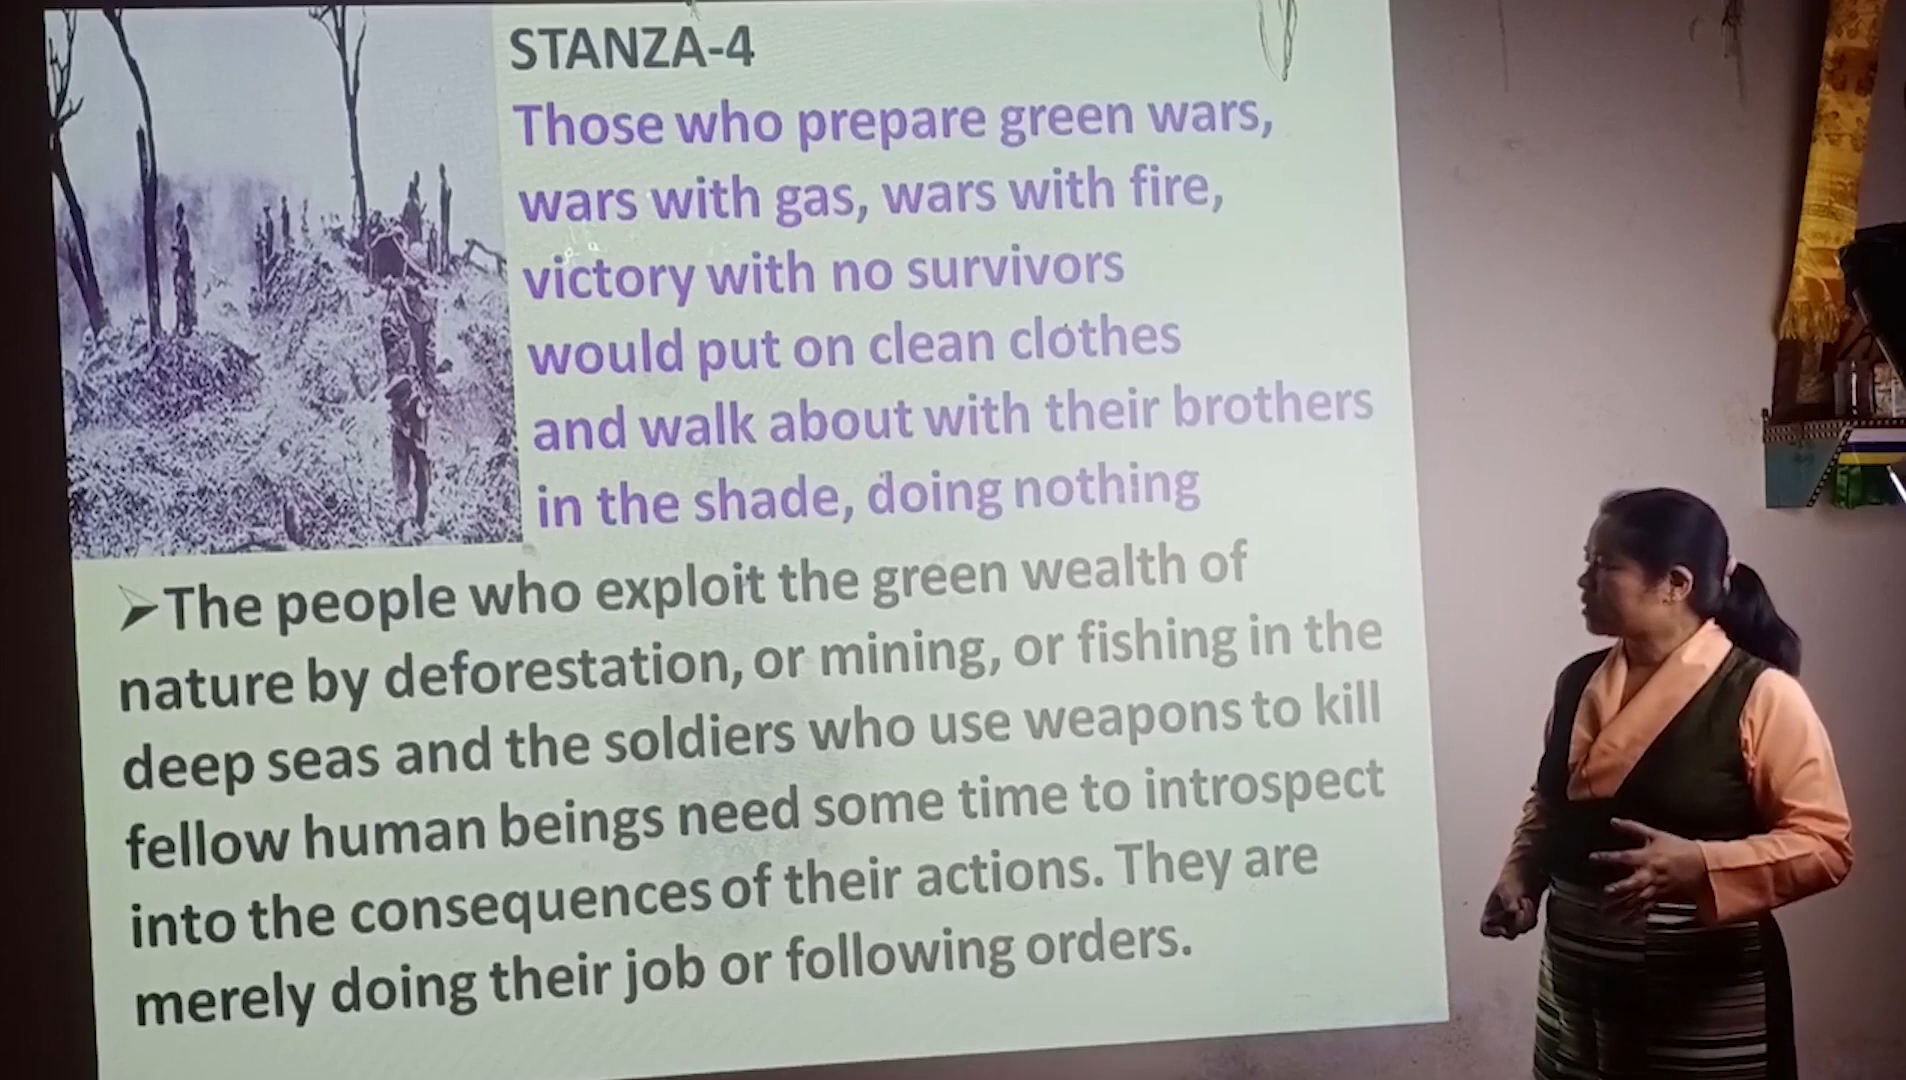 STANZA-4
Those who prepare green wars,
wars with gas, wars with fire,
victory with no survivors
would put on clean clothes
and walk about with their brothers
in the shade, doing nothing
➤The people who exploit the green wealth of
nature by deforestation, or mining, or fishing in the
deep seas and the soldiers who use weapons to kill
fellow human beings need some time to introspect
into the consequences of their actions. They are
merely doing their job or following orders.